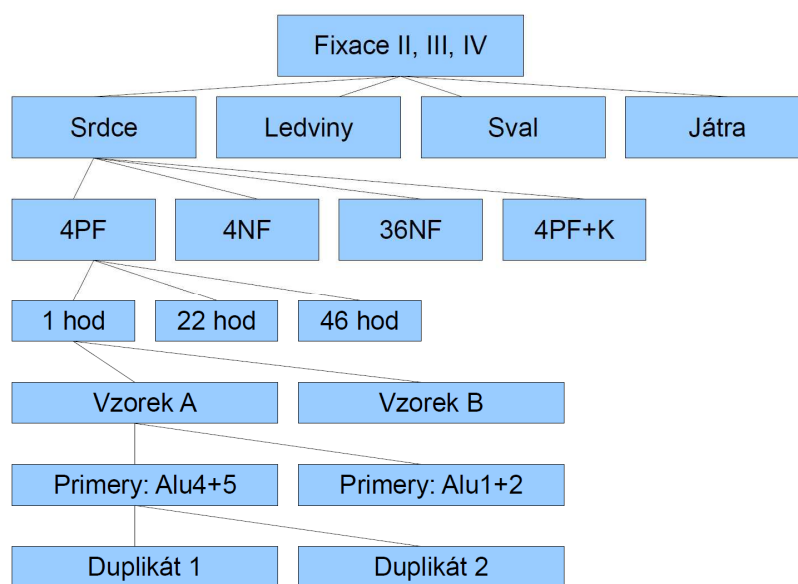 Fixace II, III, IV
Srdce
Ledviny
Sval
Játra
4PF
4NF
36NF
4PF+K
1 hod
22 hod
46 hod
Vzorek A
Vzorek B
Primery: Alu4+5
Primery: Alu1+2
Duplikát 1
Duplikát 2